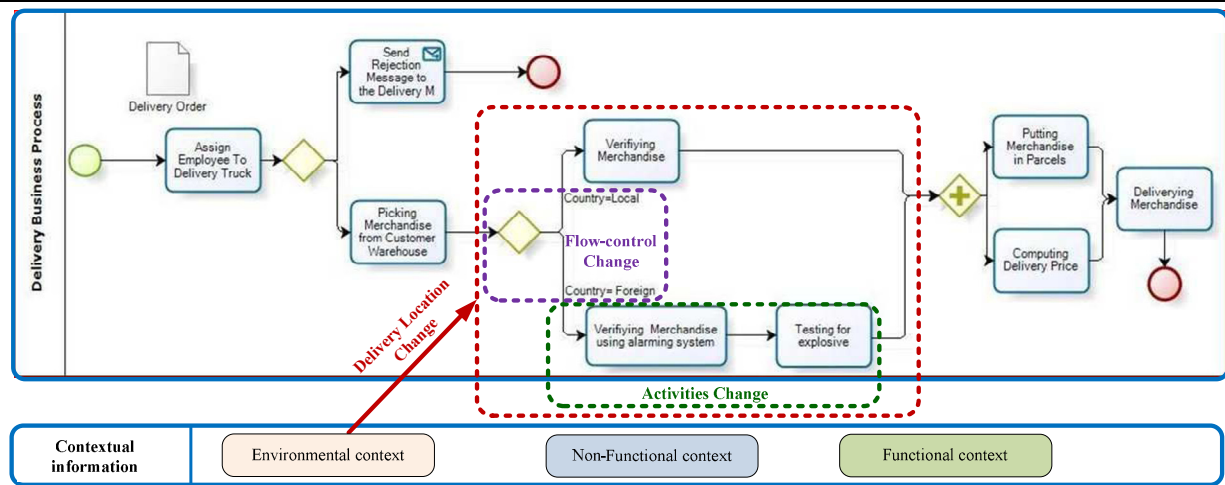 Delivery Business Process
Delivery Order
Assign
Employee To
Delivery Truck
Send
Rejection
Message to
the Delivery M
Picking
Merchandise
from Customer
Warehouse
Verifiying
Merchandise
Country=Local
Flow-control
Change
Country= Foreign
Verifiying Merchandise
using alarming system
Testing for
explosive
Activities Change
Delivery Location
Change
Putting
Merchandise
in Parcels
Computing
Delivery Price
Deliverying
Merchandise
Contextual
information
Environmental context
Non-Functional context
Functional context